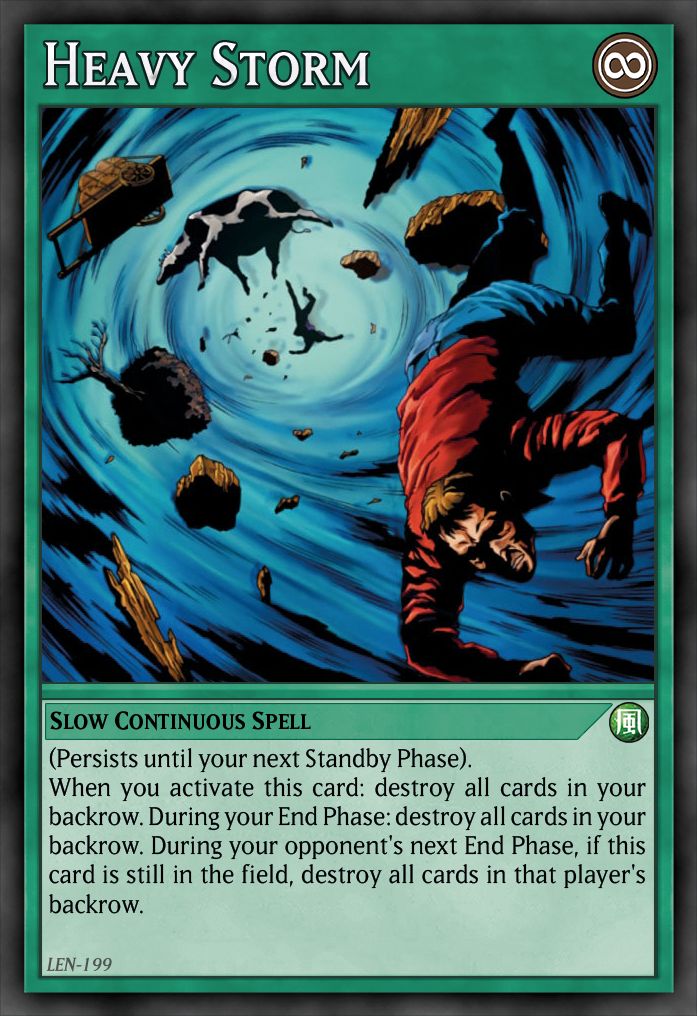 Heavy Storm
Slow Continuous Spell
風
(Persists until your next Standby Phase).
When you activate this card: destroy all cards in your
backrow. During your End Phase: destroy all cards in your
backrow. During your opponent's next End Phase, if this
card is still in the field, destroy all cards in that player's
backrow.
LEN-199